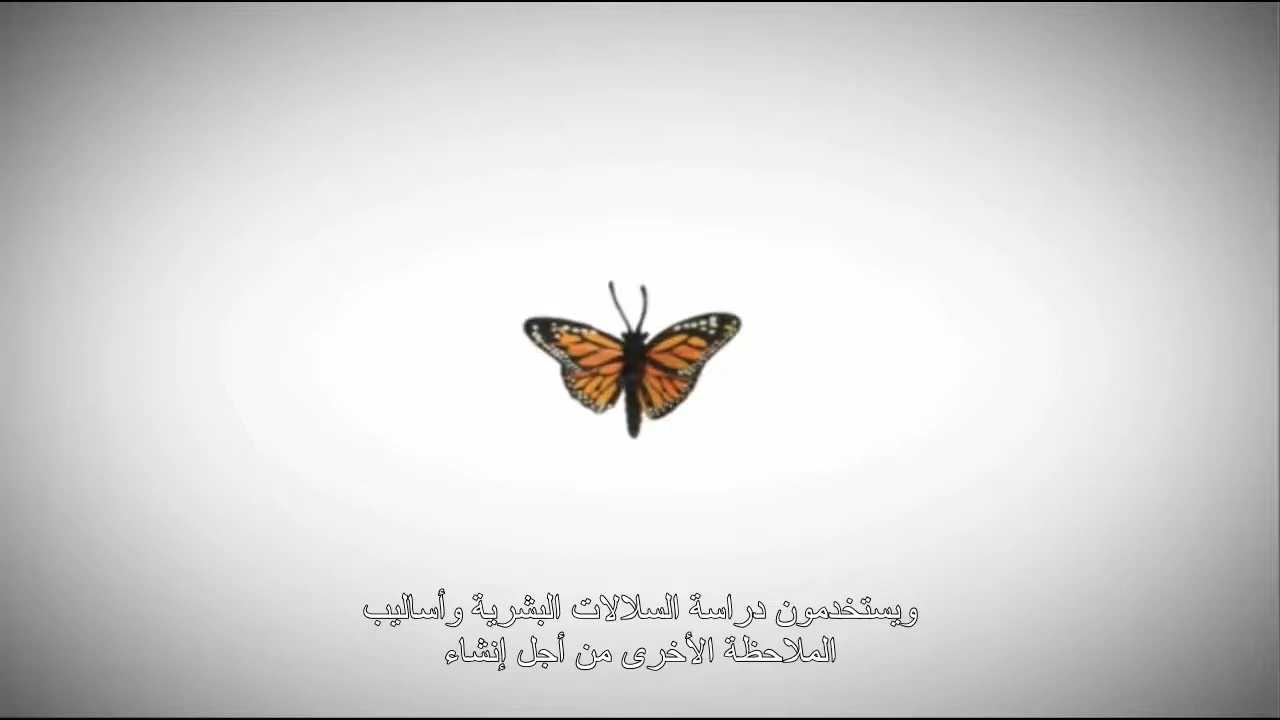 ويستخدمون دراسة السلالات البشرية وأساليب
الملاحظة الأخرى من أجل إنشاء